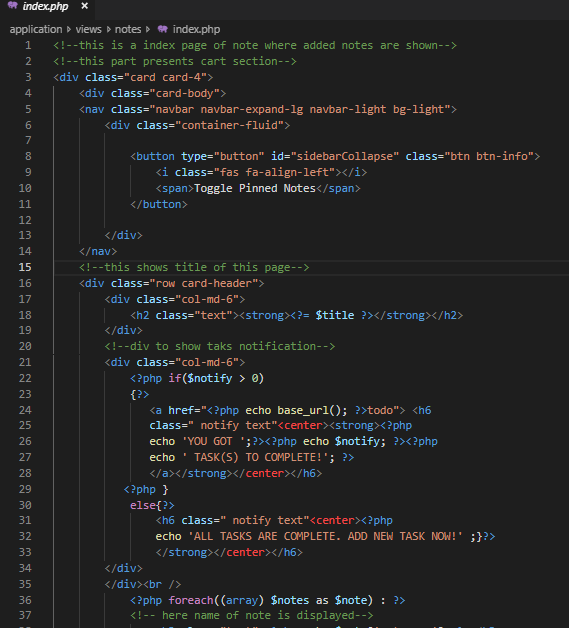 index.php ×
application › views › notes › index.php
1 <!--this is a index page of note where added notes are shown-->
2 <!--this part presents cart section-->
3 <div class="card card-4">
4 <div class="card-body">
5 <nav class="navbar navbar-expand-lg navbar-light bg-light">
6 <div class="container-fluid">
7
8 <button type="button" id="sidebarCollapse" class="btn btn-info">
9 <i class="fas fa-align-left"></i>
10 <span>Toggle Pinned Notes</span>
11 </button>
12
13 </div>
14 </nav>
15 <!--this shows title of this page-->
16 <div class="row card-header">
17 <div class="col-md-6">
18 <h2 class="text"><strong><?= $title ?></strong></h2>
19 </div>
20 <!--div to show taks notification-->
21 <div class="col-md-6">
22 <?php if($notify > 0)
23 {?>
24 <a href="<?php echo base_url(); ?>todo"> <h6
25 class=" notify text"<center><strong><?php
26 echo 'YOU GOT ';?><?php echo $notify; ?><?php
27 echo ' TASK(S) TO COMPLETE!'; ?>
28 </a></strong></center></h6>
29 <?php }
30 else{?>
31 <h6 class=" notify text"<center><?php
32 echo 'ALL TASKS ARE COMPLETE. ADD NEW TASK NOW!' ;}?>
33 </strong></center></h6>
34 </div>
35 </div><br />
36 <?php foreach((array) $notes as $note) : ?>
37 <!-- here name of note is displayed-->